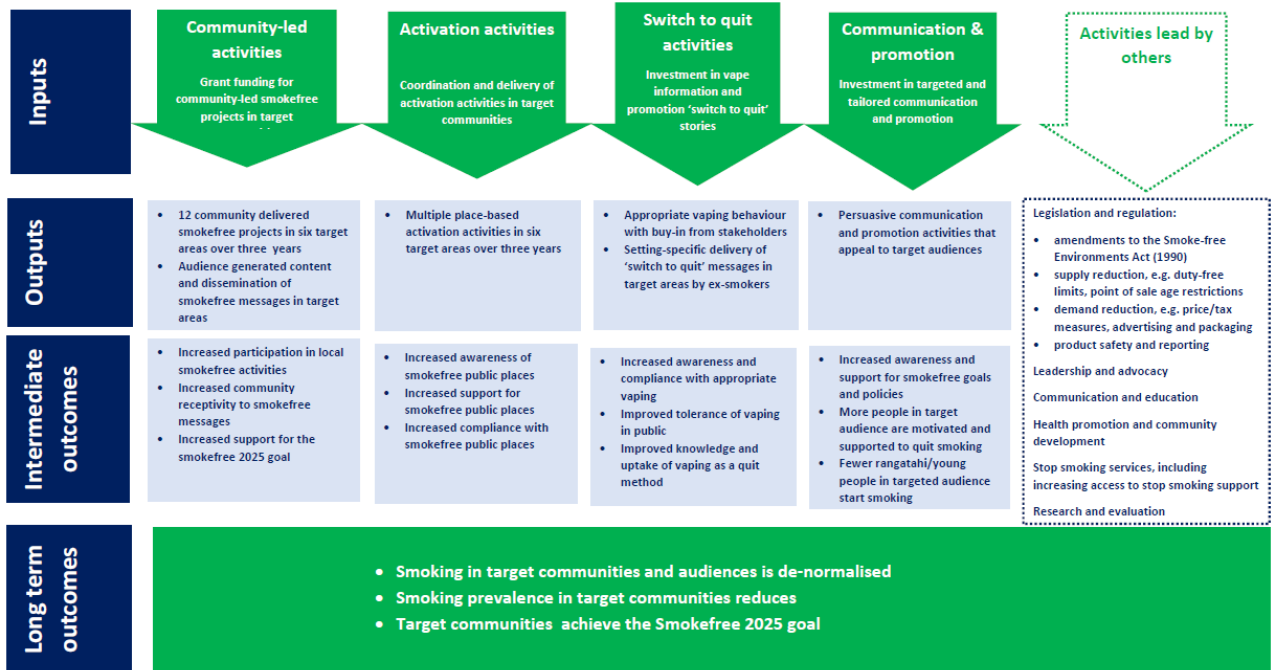 Inputs
Community-led
activities
Grant funding for
community-led smokefree
projects in target
Activation activities
Coordination and delivery of
activation activities in target
communities
Switch to quit
activities
Investment in vape
information and
promotion ‘switch to quit’
stories
Communication &
promotion
Investment in targeted and
tailored communication
and promotion
Activities lead by
others
Outputs
• 12 community delivered
smokefree projects in six target
areas over three years
• Audience generated content
and dissemination of
smokefree messages in target
areas
• Multiple place-based
activation activities in six
target areas over three years
• Appropriate vaping behaviour
with buy-in from stakeholders
• Setting-specific delivery of
‘switch to quit’ messages in
target areas by ex-smokers
• Persuasive communication
and promotion activities that
appeal to target audiences
Legislation and regulation:
• amendments to the Smoke-free
Environments Act (1990)
• supply reduction, e.g. duty-free
limits, point of sale age restrictions
• demand reduction, e.g. price/tax
measures, advertising and packaging
• product safety and reporting
Leadership and advocacy
Communication and education
Health promotion and community
development
Stop smoking services, including
increasing access to stop smoking support
Research and evaluation
Intermediate
outcomes
• Increased participation in local
smokefree activities
• Increased community
receptivity to smokefree
messages
• Increased support for the
smokefree 2025 goal
• Increased awareness of
smokefree public places
• Increased support for
smokefree public places
• Increased compliance with
smokefree public places
• Increased awareness and
compliance with appropriate
vaping
• Improved tolerance of vaping
in public
• Improved knowledge and
uptake of vaping as a quit
method
• Increased awareness and
support for smokefree goals
and policies
• More people in target
audience are motivated and
supported to quit smoking
• Fewer rangatahi/young
people in targeted audience
start smoking
Long term
outcomes
• Smoking in target communities and audiences is de-normalised
• Smoking prevalence in target communities reduces
• Target communities achieve the Smokefree 2025 goal